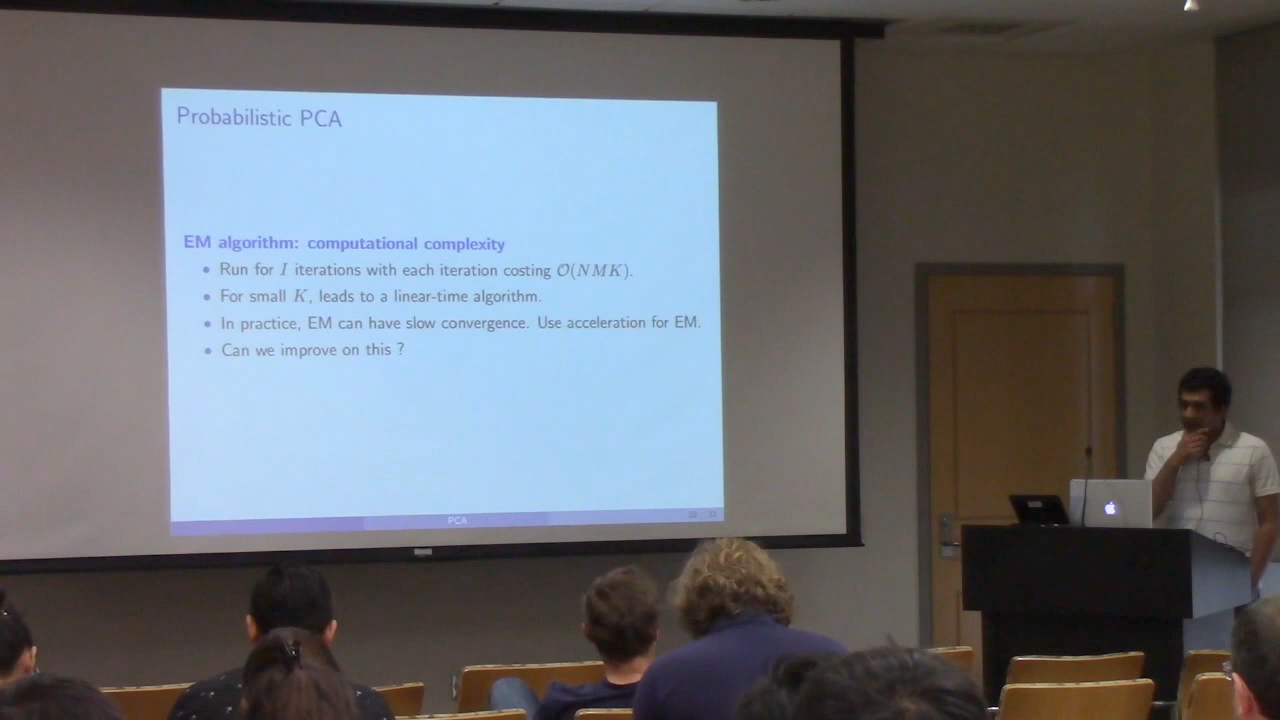 Probabilistic PCA
EM algorithm: computational complexity
• Run for I iterations with each iteration costing O(NMK).
• For small K, leads to a linear-time algorithm.
• In practice, EM can have slow convergence. Use acceleration for EM.
• Can we improve on this ?
PCA